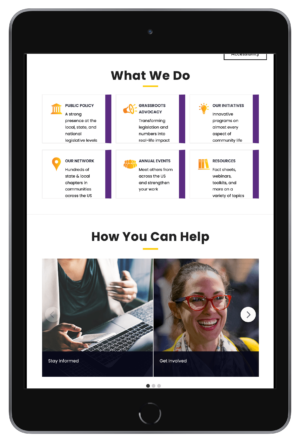 Accessibility
What We Do
PUBLIC POLICY
A strong
presence at the
local, state, and
national
legislative levels
GRASSROOTS
ADVOCACY
Transforming
legislation and
numbers into
real-life impact
OUR INITIATIVES
Innovative
programs on
almost every
aspect of
community life
OUR NETWORK
Hundreds of
state & local
chapters in
communities
across the US
ANNUAL EVENTS
Meet others from
across the US
and strengthen
your work
RESOURCES
Fact sheets,
webinars,
toolkits, and
more on a
variety of topics
How You Can Help
Stay Informed
Get Involved